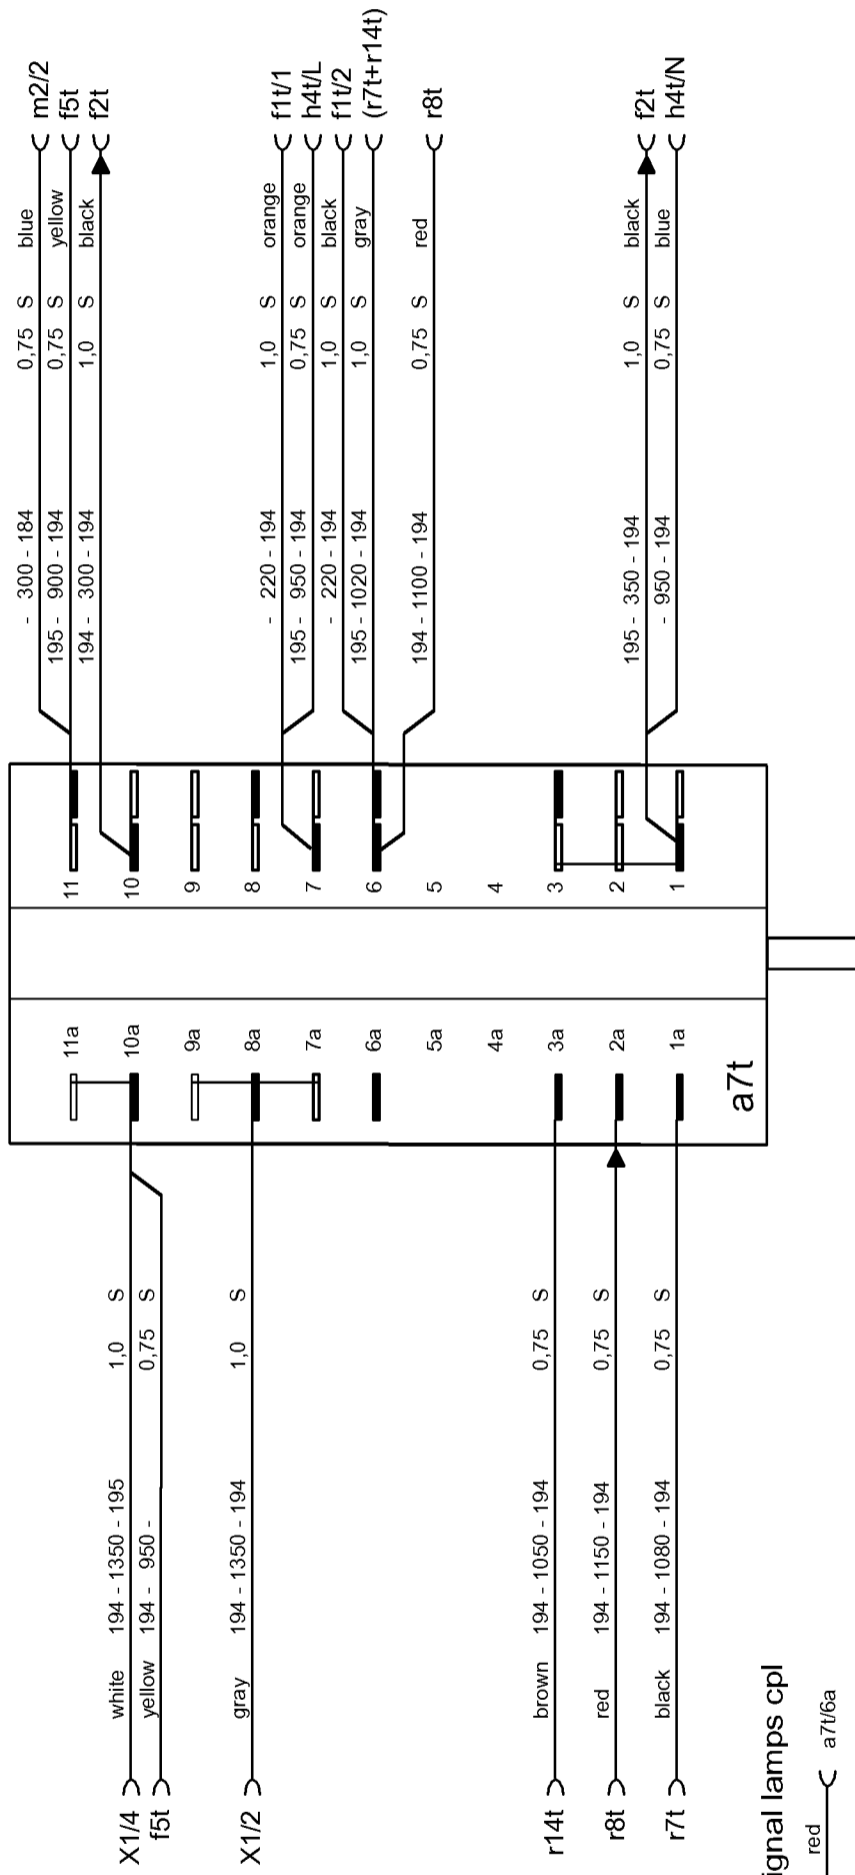 - 300 - 184 0,75 S blue m2/2
195 - 900 - 194 0,75 S yellow f5t
194 - 300 - 194 1,0 S black f2t
- 220 - 194 1,0 S orange f1t/1
195 - 950 - 194 0,75 S orange h4t/L
- 220 - 194 1,0 S black f1t/2
195 - 1020 - 194 1,0 S gray (r7t+r14t)
194 - 1100 - 194 0,75 S red r8t
195 - 350 - 194 1,0 S black f2t
- 950 - 194 0,75 S blue h4t/N
11a 11
10a 10
9a 9
8a 8
7a 7
6a 6
5a 5
4a 4
3a 3
2a 2
1a 1
a7t
X1/4 white 194 - 1350 - 195 1,0 S
f5t yellow 194 - 950 - 0,75 S
X1/2 gray 194 - 1350 - 194 1,0 S
r14t brown 194 - 1050 - 194 0,75 S
r8t red 194 - 1150 - 194 0,75 S
r7t black 194 - 1080 - 194 0,75 S
ignal lamps cpl
red a7t/6a